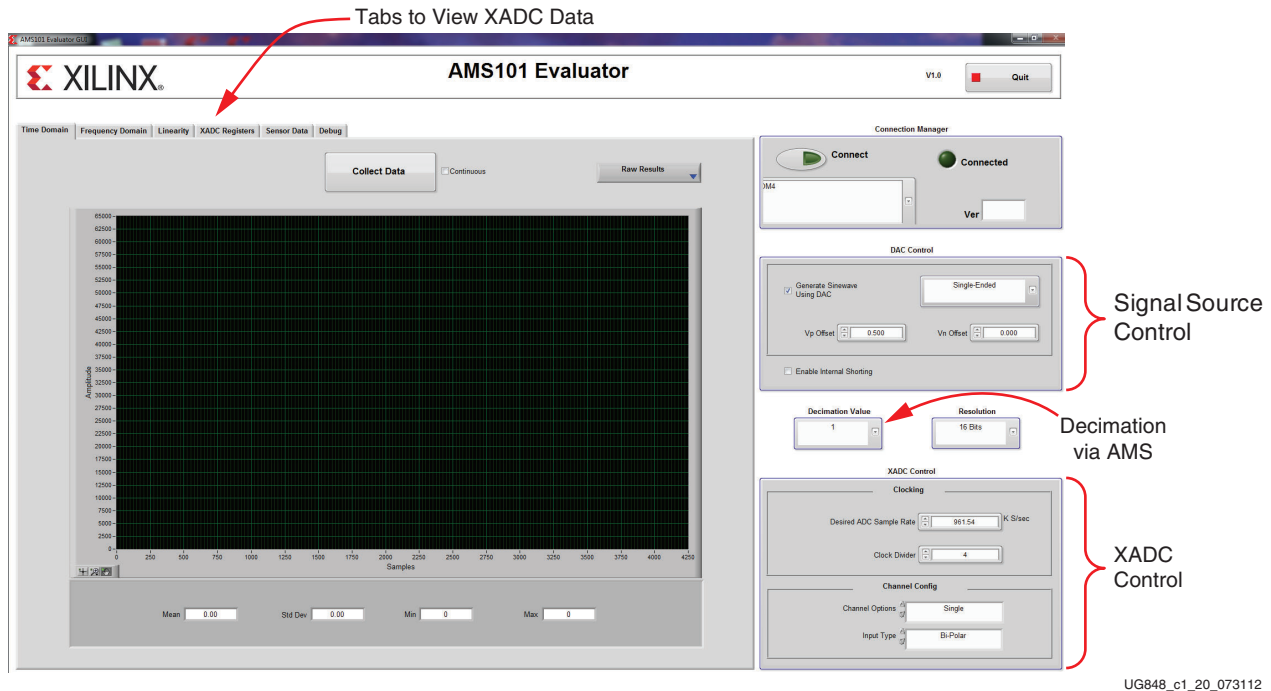 Tabs to View XADC Data
AMS101 Evaluator GUI
XILINX®
AMS101 Evaluator
V1.0
Quit
Time Domain
Frequency Domain
Linearity
XADC Registers
Sensor Data
Debug
Collect Data
Continuous
Raw Results
65000
62500
60000
57500
55000
52500
50000
47500
45000
42500
40000
37500
35000
32500
30000
27500
25000
22500
20000
17500
15000
12500
10000
7500
5000
2500
0
Amplitude
0 250 500 750 1000 1250 1500 1750 2000 2250 2500 2750 3000 3250 3500 3750 4000 4250
Samples
Mean 0.00
Std Dev 0.00
Min 0
Max 0
Connection Manager
Connect
Connected
OM4
Ver
DAC Control
Generate Sinewave
Using DAC
Single-Ended
Vp Offset 0.500
Vn Offset 0.000
Enable Internal Shorting
Signal Source
Control
Decimation Value
1
Resolution
16 Bits
Decimation
via AMS
XADC Control
Clocking
Desired ADC Sample Rate 961.54 K S/sec
Clock Divider 4
Channel Config
Channel Options Single
Input Type Bi-Polar
XADC
Control
UG848_c1_20_073112